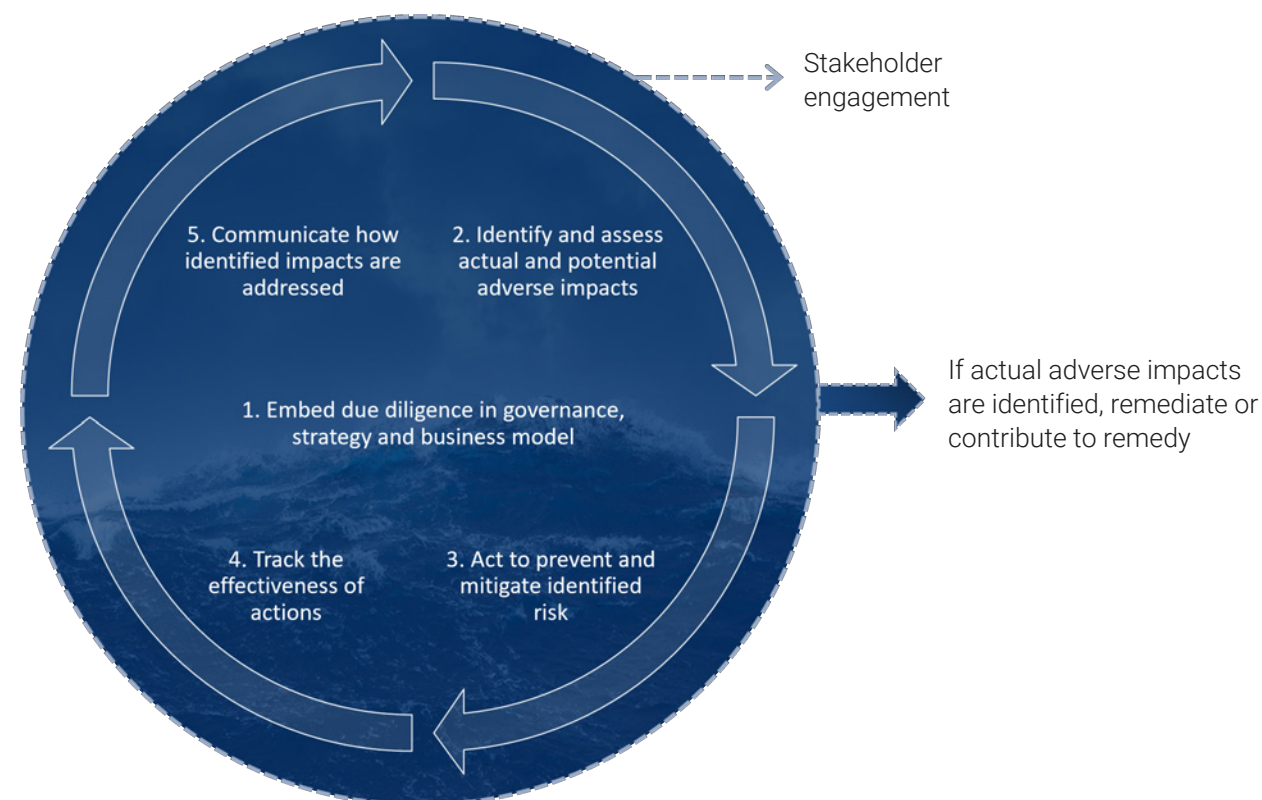 Stakeholder
engagement
5. Communicate how
identified impacts are
addressed
2. Identify and assess
actual and potential
adverse impacts
1. Embed due diligence in governance,
strategy and business model
If actual adverse impacts
are identified, remediate or
contribute to remedy
4. Track the
effectiveness of
actions
3. Act to prevent and
mitigate identified
risk